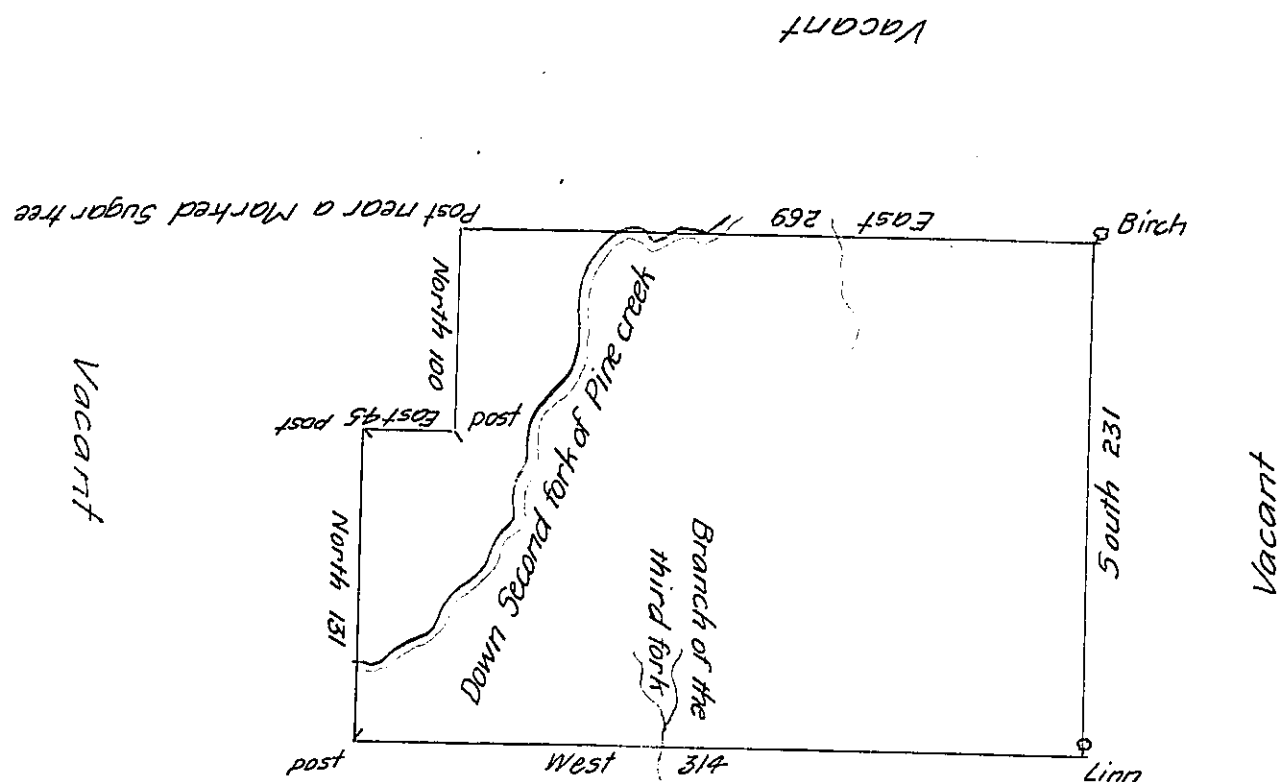 Vacant
Post near a Marked Sugar tree
East 269
Birch
North 100
Down Second fork of Pine creek
Vacant
East 45 post
post
South 231
Vacant
North 131
Branch of the
third fork
post
West 314
Linn